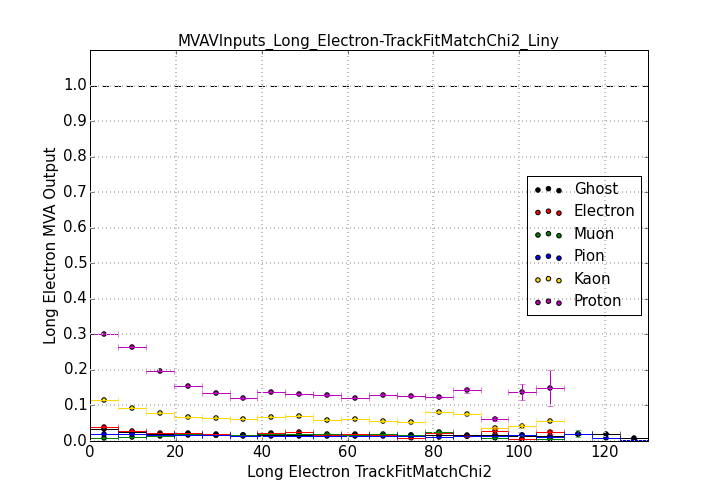 MVAVInputs_Long_Electron-TrackFitMatchChi2_Liny
Long Electron MVA Output
1.0
0.9
0.8
0.7
0.6
0.5
0.4
0.3
0.2
0.1
0.0
Ghost
Electron
Muon
Pion
Kaon
Proton
0 20 40 60 80 100 120
Long Electron TrackFitMatchChi2